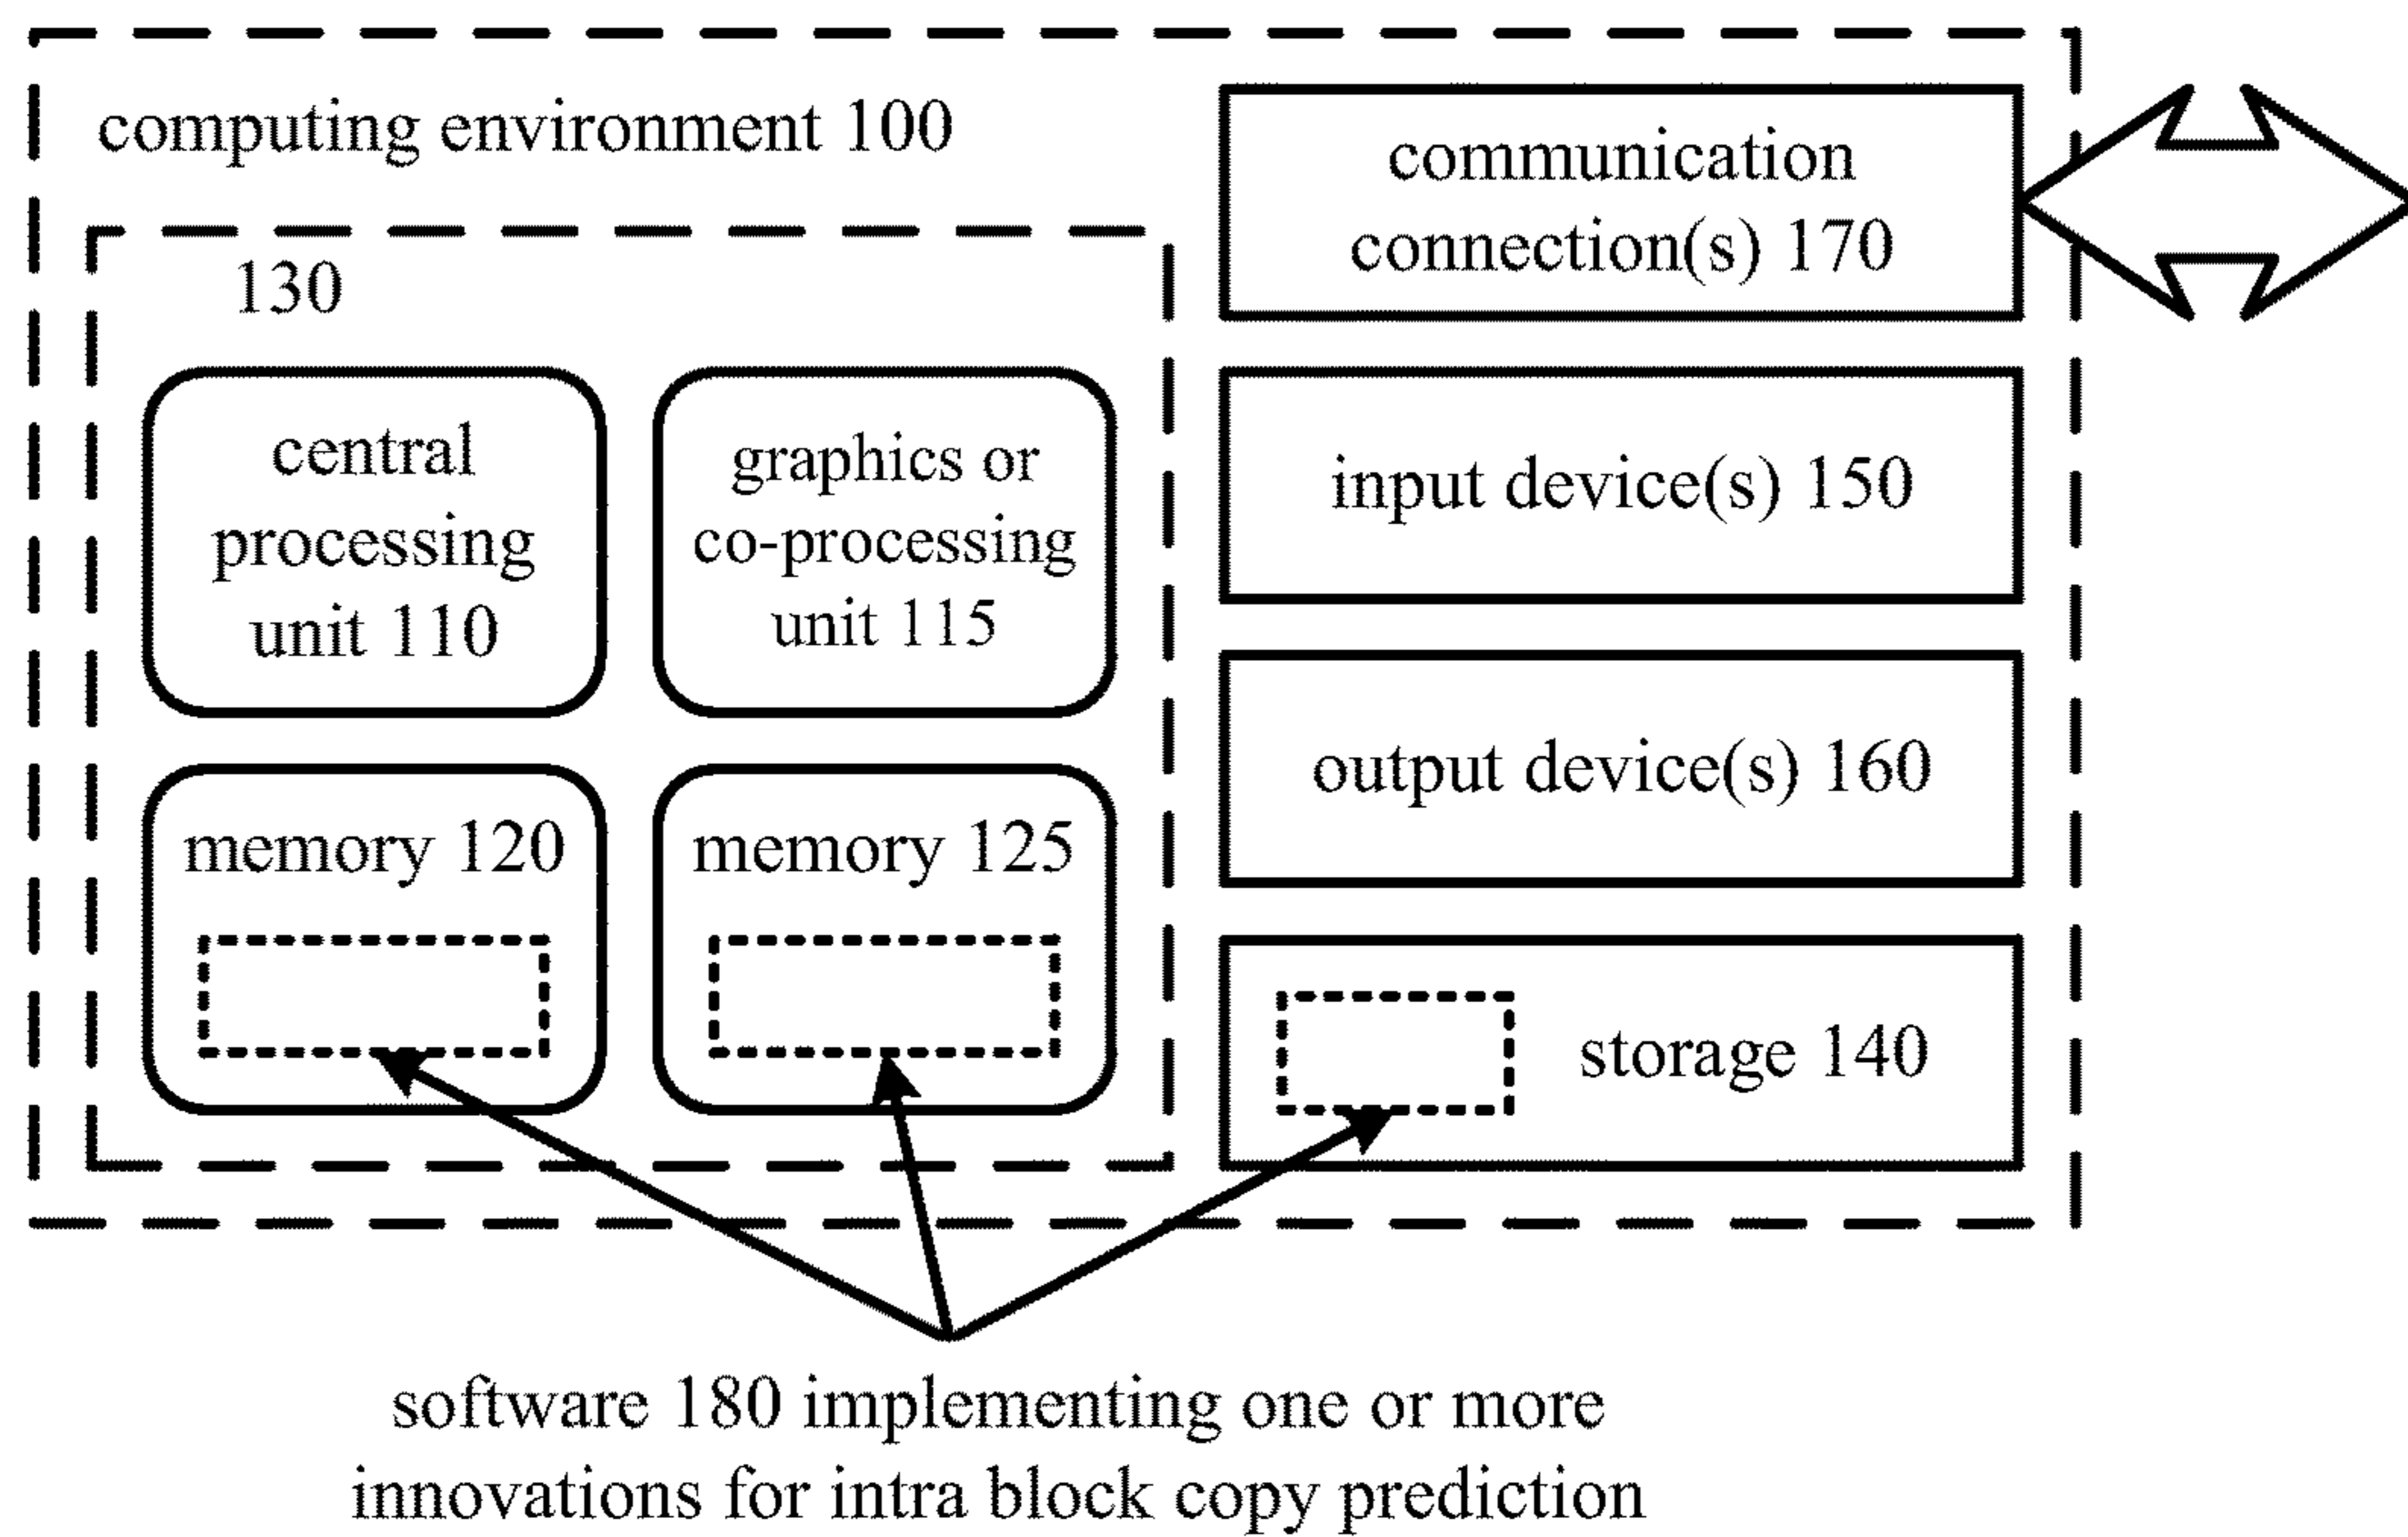 computing environment 100
130
central
processing
unit 110
graphics or
co-processing
unit 115
memory 120
memory 125
communication
connection(s) 170
input device(s) 150
output device(s) 160
storage 140
software 180 implementing one or more
innovations for intra block copy prediction